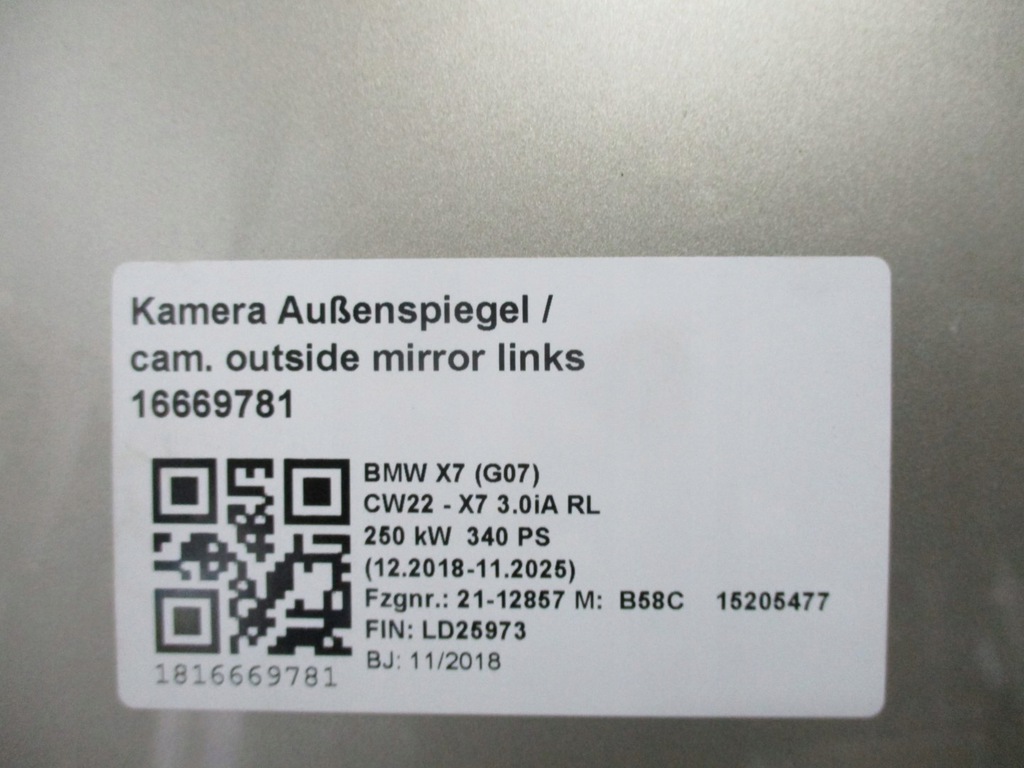 Kamera Außenspiegel /
cam. outside mirror links
16669781
BMW X7 (G07)
CW22 - X7 3.0iA RL
250 kW 340 PS
(12.2018-11.2025)
Fzgnr.: 21-12857 M: B58C 15205477
FIN: LD25973
BJ: 11/2018
1816669781